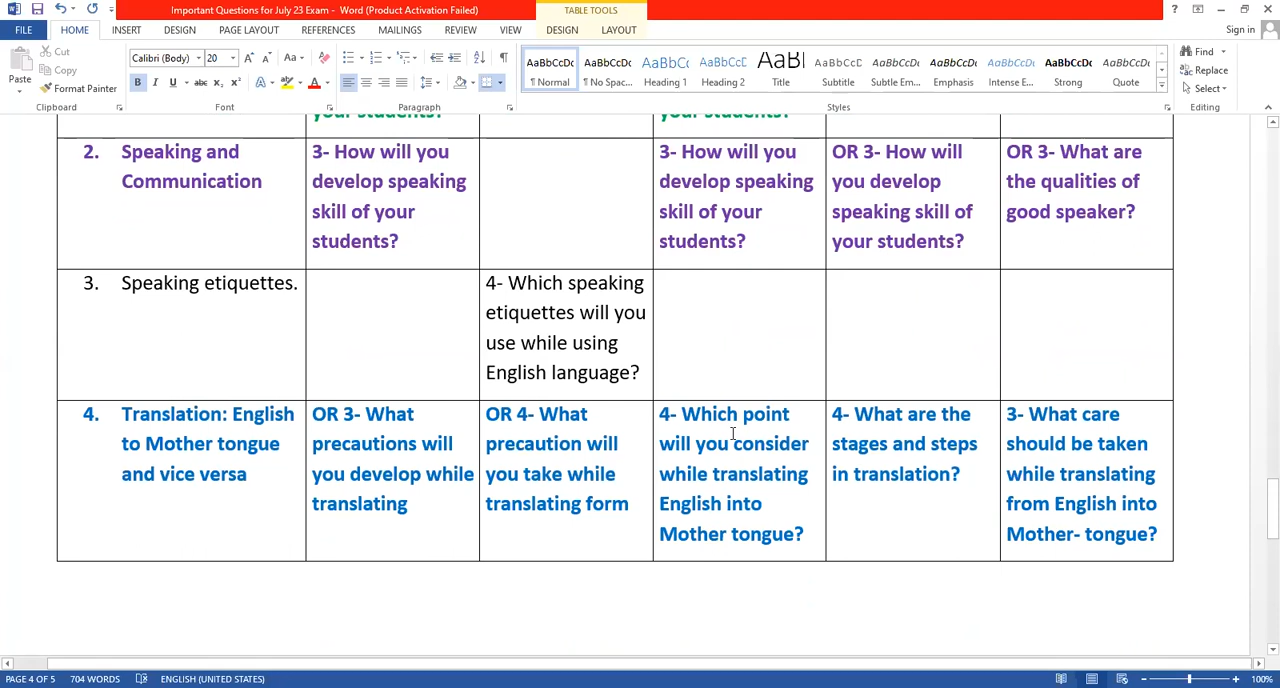 Important Questions for July 23 Exam - Word (Product Activation Failed)
TABLE TOOLS
Sign in
FILE HOME INSERT DESIGN PAGE LAYOUT REFERENCES MAILINGS REVIEW VIEW DESIGN LAYOUT
Paste
Cut
Copy
Format Painter
Clipboard
Calibri (Body) 20
Font
Paragraph
AaBbCcDc AaBbCcDc AaBbCc AaBbCcD AaBl AaBbCcD AaBbCcDc AaBbCcDc AaBbCcDc AaBbCcDc AaBbCcDc
¶ Normal ¶ No Spac... Heading 1 Heading 2 Title Subtitle Subtle Em... Emphasis Intense E... Strong Quote
Styles
Find
Replace
Select
Editing
your students?
your students?
2. Speaking and
Communication
3- How will you
develop speaking
skill of your
students?
3- How will you
develop speaking
skill of your
students?
OR 3- How will
you develop
speaking skill of
your students?
OR 3- What are
the qualities of
good speaker?
3. Speaking etiquettes.
4- Which speaking
etiquettes will you
use while using
English language?
4. Translation: English
to Mother tongue
and vice versa
OR 3- What
precautions will
you develop while
translating
OR 4- What
precaution will
you take while
translating form
4- Which point
will you consider
while translating
English into
Mother tongue?
4- What are the
stages and steps
in translation?
3- What care
should be taken
while translating
from English into
Mother- tongue?
PAGE 4 OF 5 704 WORDS ENGLISH (UNITED STATES) 100%